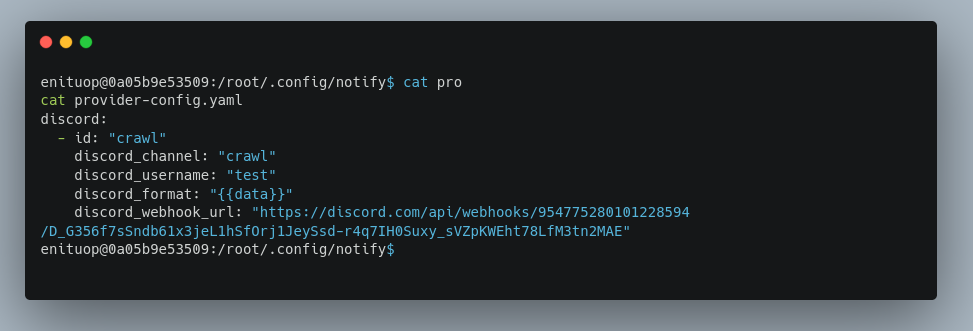 enituop@0a05b9e53509:/root/.config/notify$ cat pro
cat provider-config.yaml
discord:
  - id: "crawl"
    discord_channel: "crawl"
    discord_username: "test"
    discord_format: "{{data}}"
    discord_webhook_url: "https://discord.com/api/webhooks/954775280101228594
/D_G356f7sSndb61x3jeL1hSfOrj1JeySsd-r4q7IH0Suxy_sVZpKWEht78LfM3tn2MAE"
enituop@0a05b9e53509:/root/.config/notify$